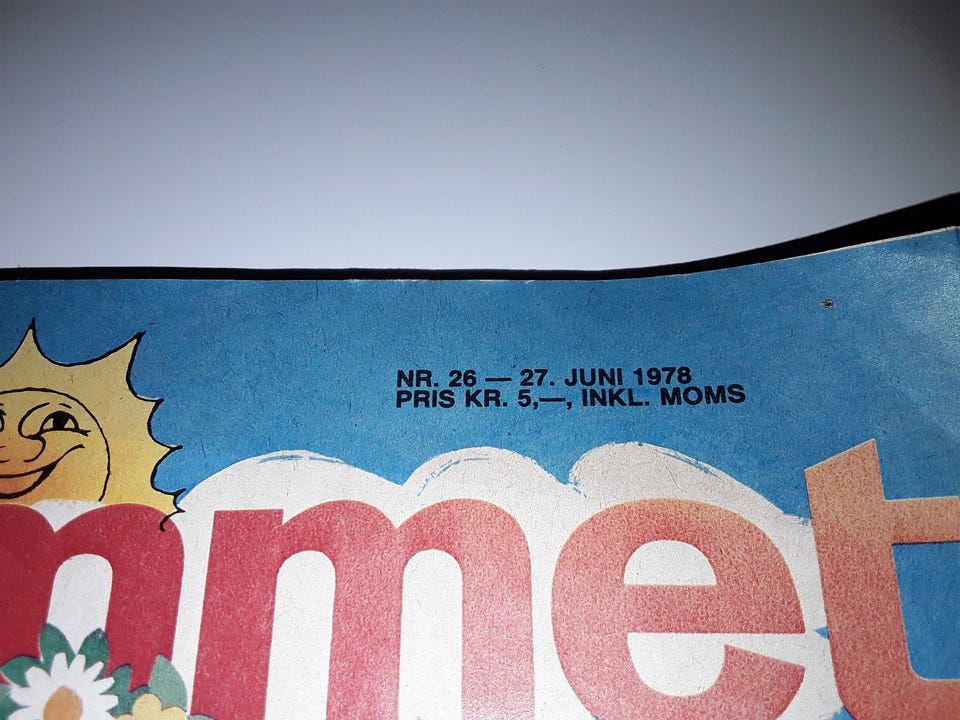 NR. 26 — 27. JUNI 1978
PRIS KR. 5,—, INKL. MOMS
mmet